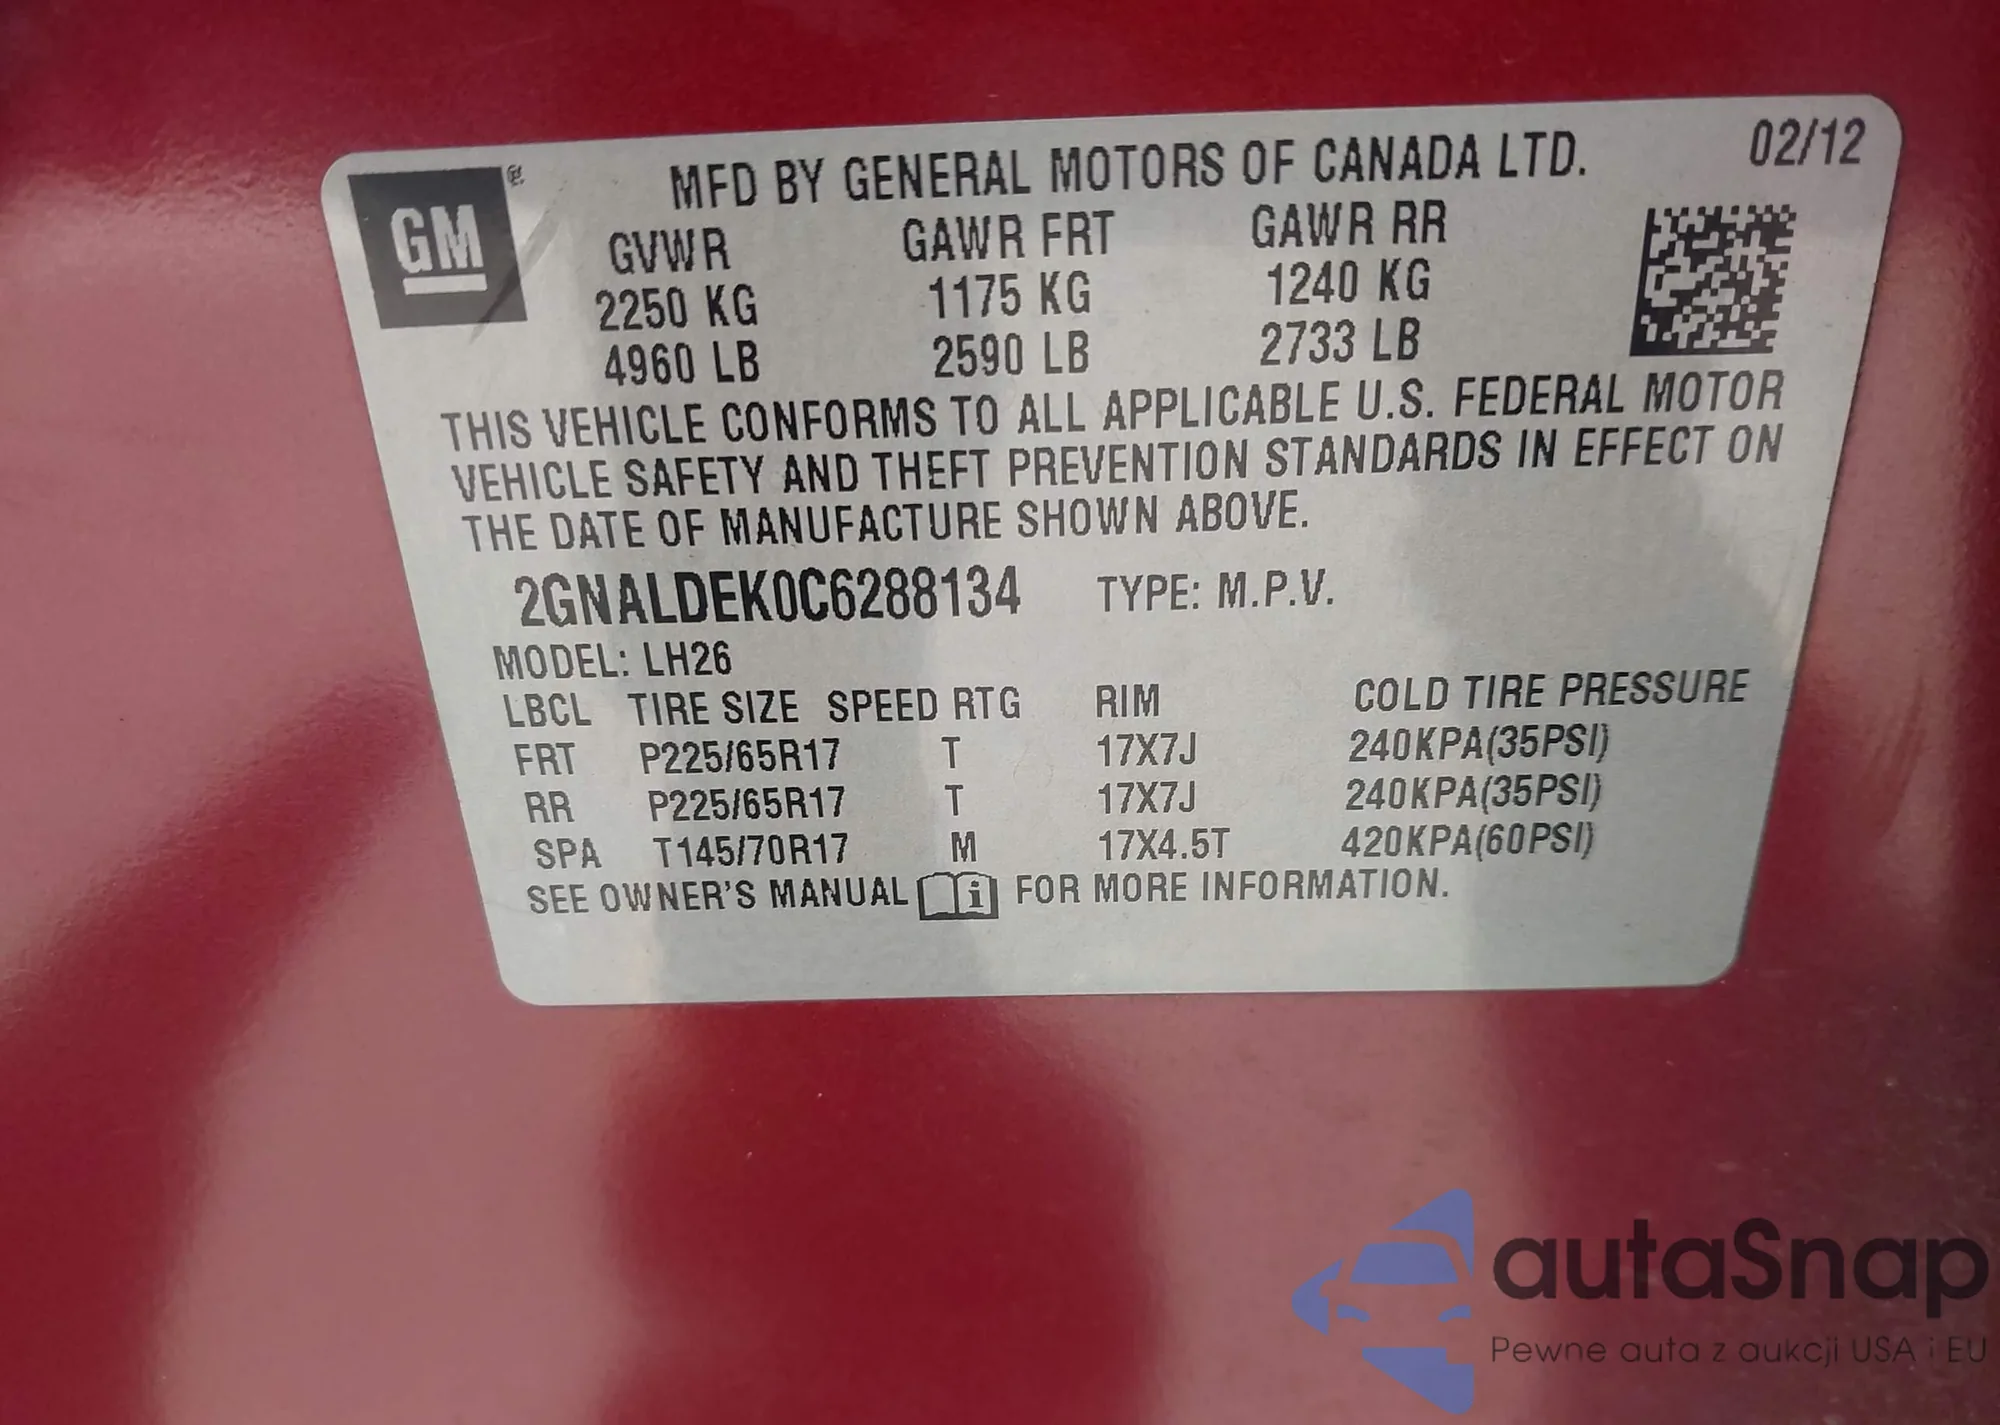 GM
MFD BY GENERAL MOTORS OF CANADA LTD. 02/12
GVWR GAWR FRT GAWR RR
2250 KG 1175 KG 1240 KG
4960 LB 2590 LB 2733 LB
THIS VEHICLE CONFORMS TO ALL APPLICABLE U.S. FEDERAL MOTOR
VEHICLE SAFETY AND THEFT PREVENTION STANDARDS IN EFFECT ON
THE DATE OF MANUFACTURE SHOWN ABOVE.
2GNALDEK0C6288134 TYPE: M.P.V.
MODEL: LH26
LBCL TIRE SIZE SPEED RTG RIM COLD TIRE PRESSURE
FRT P225/65R17 T 17X7J 240KPA(35PSI)
RR P225/65R17 T 17X7J 240KPA(35PSI)
SPA T145/70R17 M 17X4.5T 420KPA(60PSI)
SEE OWNER'S MANUAL i FOR MORE INFORMATION.
autaSnap
Pewne auta z aukcji USA i EU